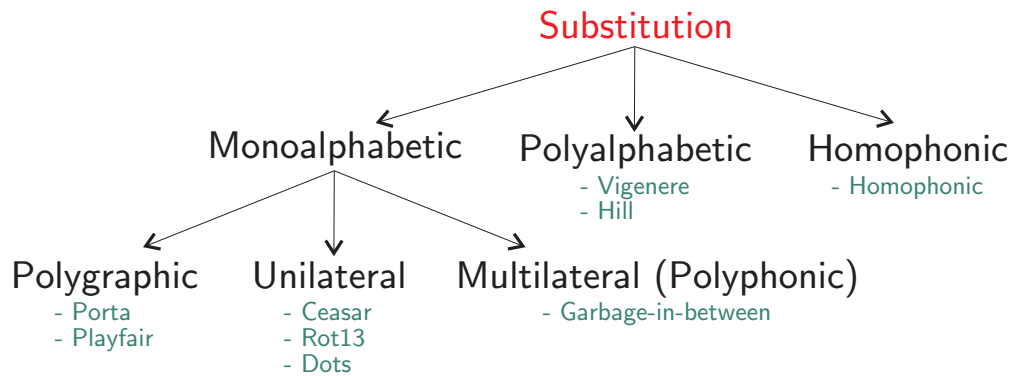 Substitution
Monoalphabetic Polyalphabetic Homophonic
- Vigenere - Homophonic
- Hill
Polygraphic Unilateral Multilateral (Polyphonic)
- Porta - Ceasar - Garbage-in-between
- Playfair - Rot13
- Dots